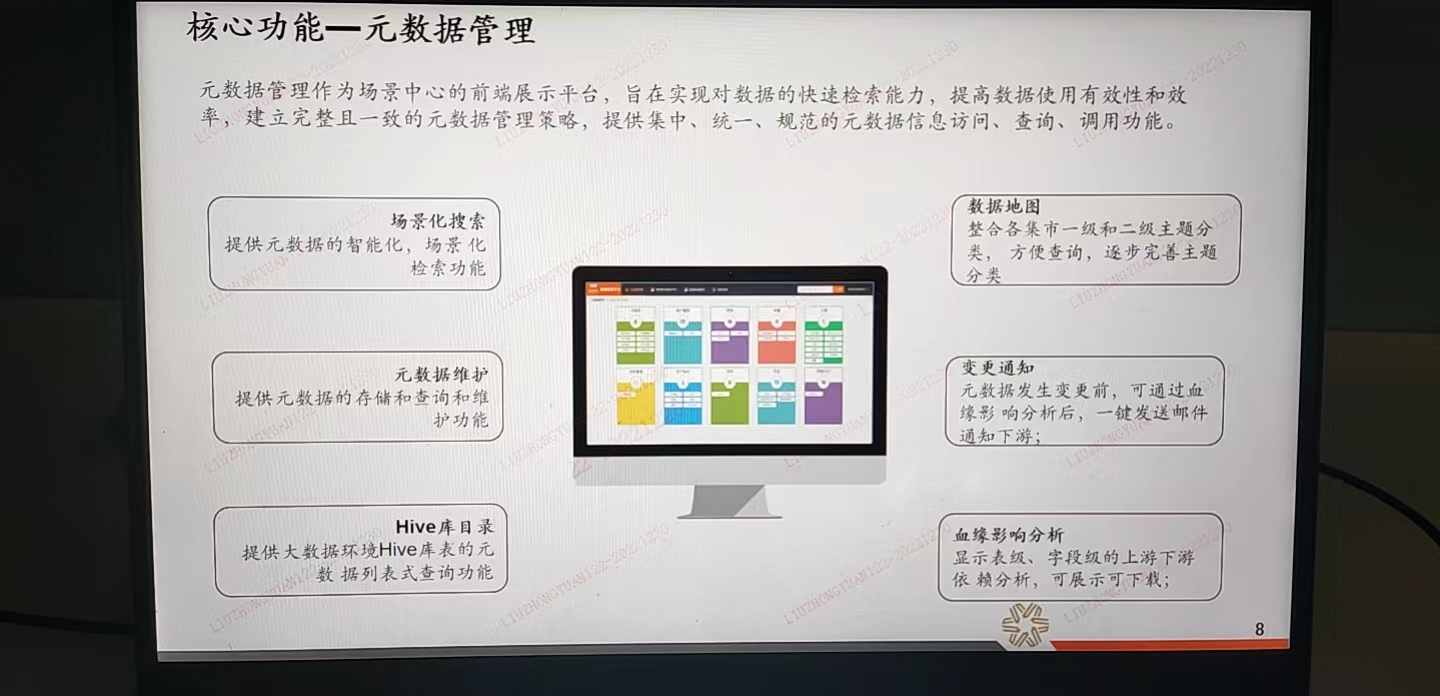 核心功能—元数据管理
元数据管理作为场景中心的前端展示平台，旨在实现对数据的快速检索能力，提高数据使用有效性和效
率，建立完整且一致的元数据管理策略，提供集中、统一、规范的元数据信息访问、查询、调用功能。
场景化搜索
提供元数据的智能化，场景 化
检索功能
元数据维护
提供元数据的存储和查询和维
护功能
Hive库目录
提供大数据环境Hive库表的元
数 据列表式查询功能
数据地图
整合各集市一级和二级主题分
类， 方便查询，逐步完善主题
分类
变更通知
元数据发生变更前，可通过血
缘影 响分析后，一键发送邮件
通知下游；
血缘影响分析
显示表级、字段级的上游下游
依 赖分析，可展示可下载；
8